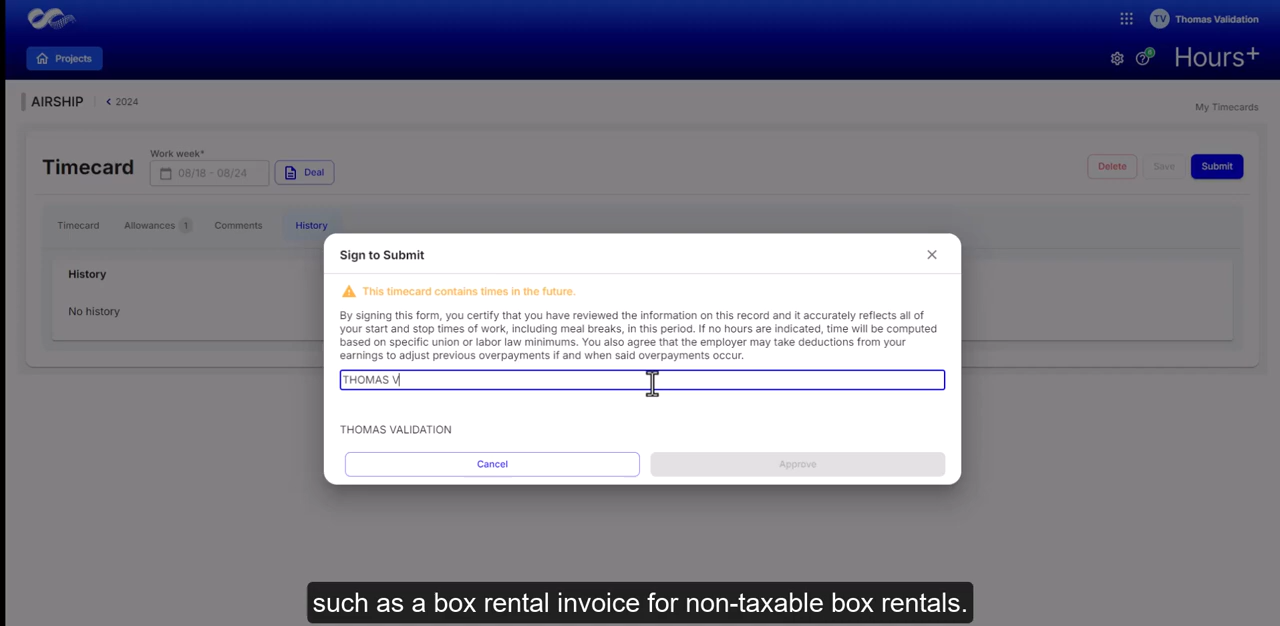 TV Thomas Validation
Projects
Hours+
AIRSHIP
2024
My Timecards
Timecard
Work week*
08/18 - 08/24
Deal
Delete
Save
Submit
Timecard
Allowances 1
Comments
History
History
No history
Sign to Submit
This timecard contains times in the future.
By signing this form, you certify that you have reviewed the information on this record and it accurately reflects all of
your start and stop times of work, including meal breaks, in this period. If no hours are indicated, time will be computed
based on specific union or labor law minimums. You also agree that the employer may take deductions from your
earnings to adjust previous overpayments if and when said overpayments occur.
THOMAS V
THOMAS VALIDATION
Cancel
Approve
such as a box rental invoice for non-taxable box rentals.